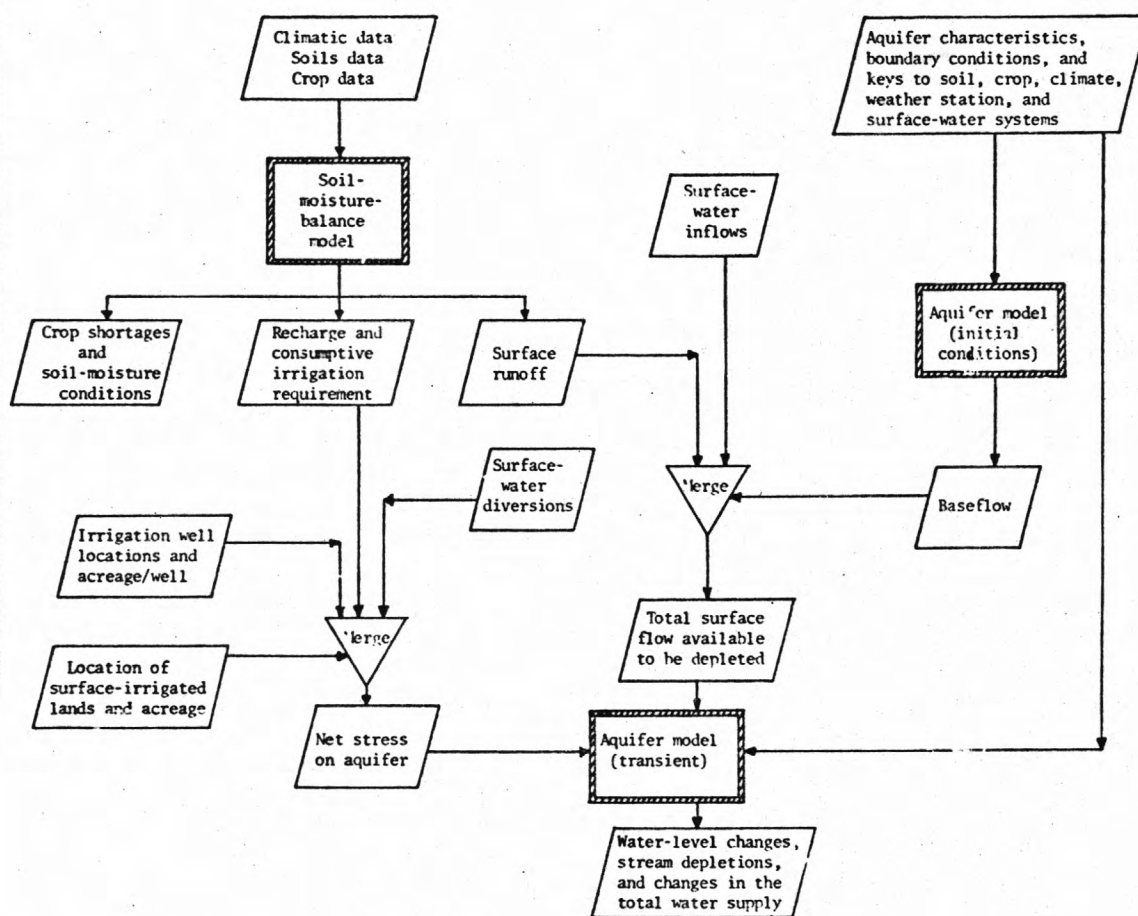 Climatic data
Soils data
Crop data
Aquifer characteristics,
boundary conditions, and
keys to soil, crop, climate,
weather station, and
surface-water systems
Soil-
moisture-
balance
model
Surface-
water
inflows
Crop shortages
and
soil-moisture
conditions
Recharge and
consumptive
irrigation
requirement
Surface
runoff
Aquifer model
(initial
conditions)
Surface-
water
diversions
Merge
Baseflow
Irrigation well
locations and
acreage/well
Merge
Total surface
flow available
to be depleted
Location of
surface-irrigated
lands and acreage
Net stress
on aquifer
Aquifer model
(transient)
Water-level changes,
stream depletions,
and changes in the
total water supply